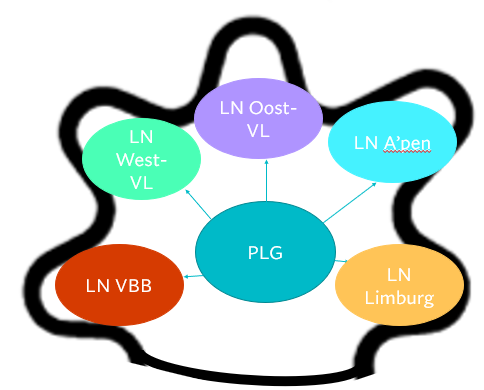 LN Oost-
VL
LN
West-
VL
LN A'pen
PLG
LN VBB
LN
Limburg